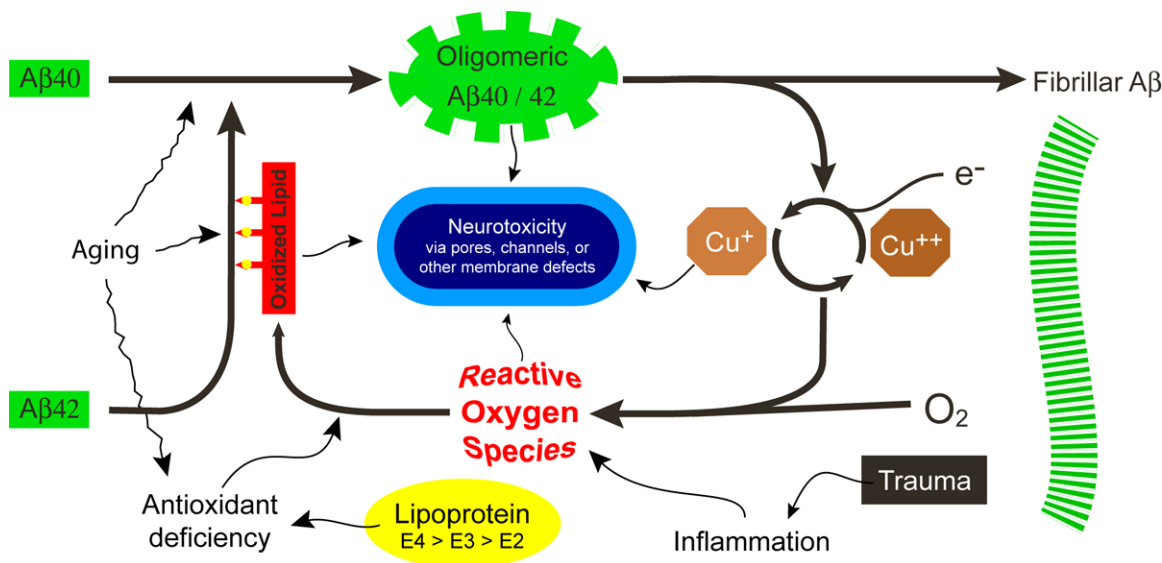 Aβ40
Oligomeric
Aβ40 / 42
Fibrillar Aβ
e-
Oxidized Lipid
Neurotoxicity
via pores, channels, or
other membrane defects
Cu+
Cu++
Aging
Aβ42
Reactive
Oxygen
Species
O2
Trauma
Antioxidant
deficiency
Lipoprotein
E4 > E3 > E2
Inflammation